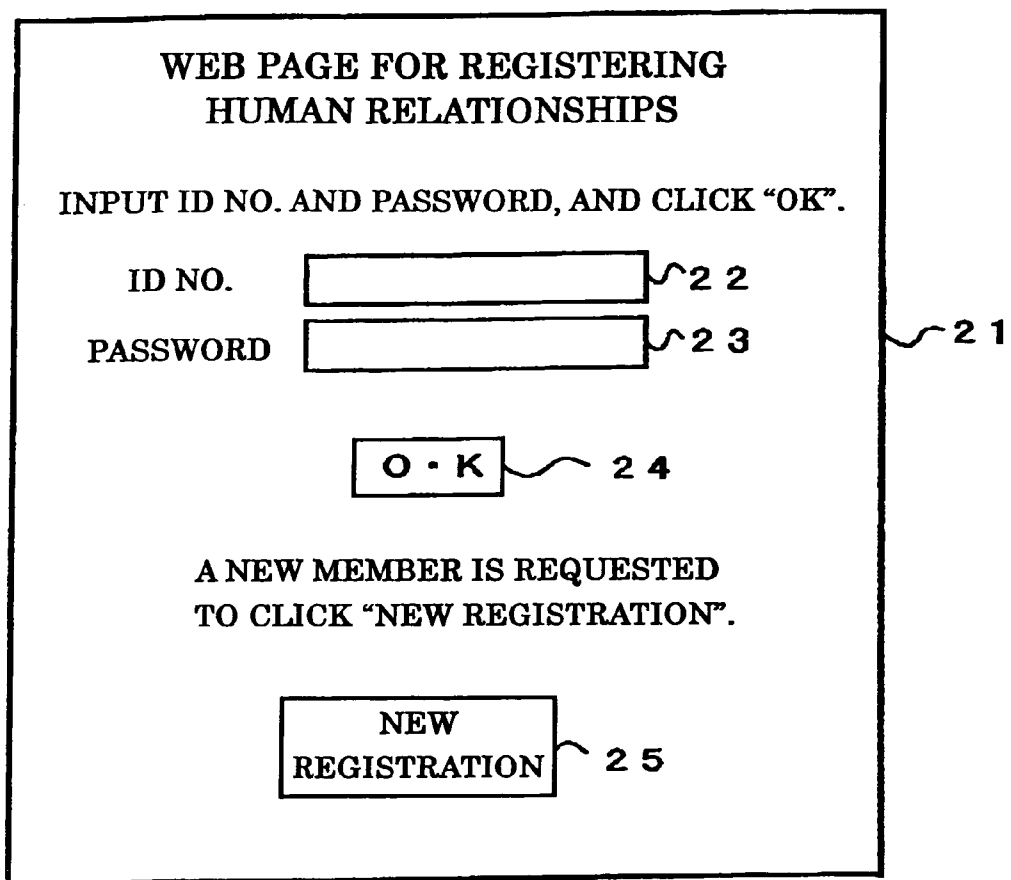 WEB PAGE FOR REGISTERING
HUMAN RELATIONSHIPS
INPUT ID NO. AND PASSWORD, AND CLICK “OK”.
ID NO. 22
PASSWORD 23
21
O・K 24
A NEW MEMBER IS REQUESTED
TO CLICK “NEW REGISTRATION”.
NEW
REGISTRATION 25